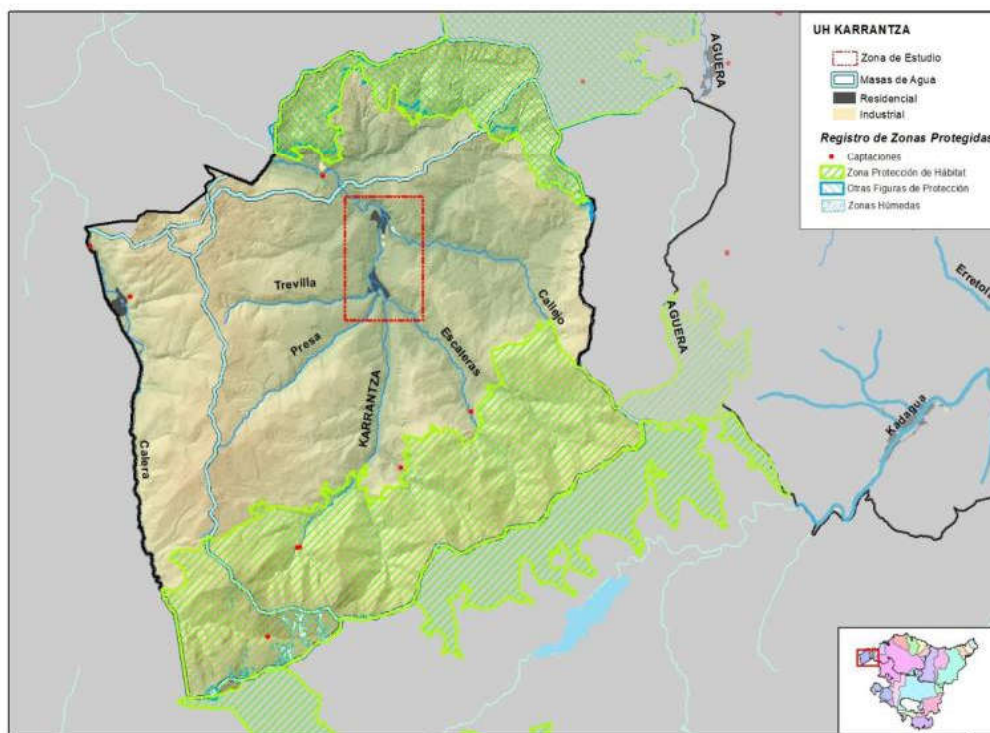 UH KARRANTZA
Zona de Estudio
Masas de Agua
Residencial
Industrial
Registro de Zonas Protegidas
Captaciones
Zona Protección de Hábitat
Otras Figuras de Protección
Zonas Húmedas
AGUERA
Trevilla
Presa
KARRANTZA
Escaleras
Callejo
Calera
AGUERA
Kadagua